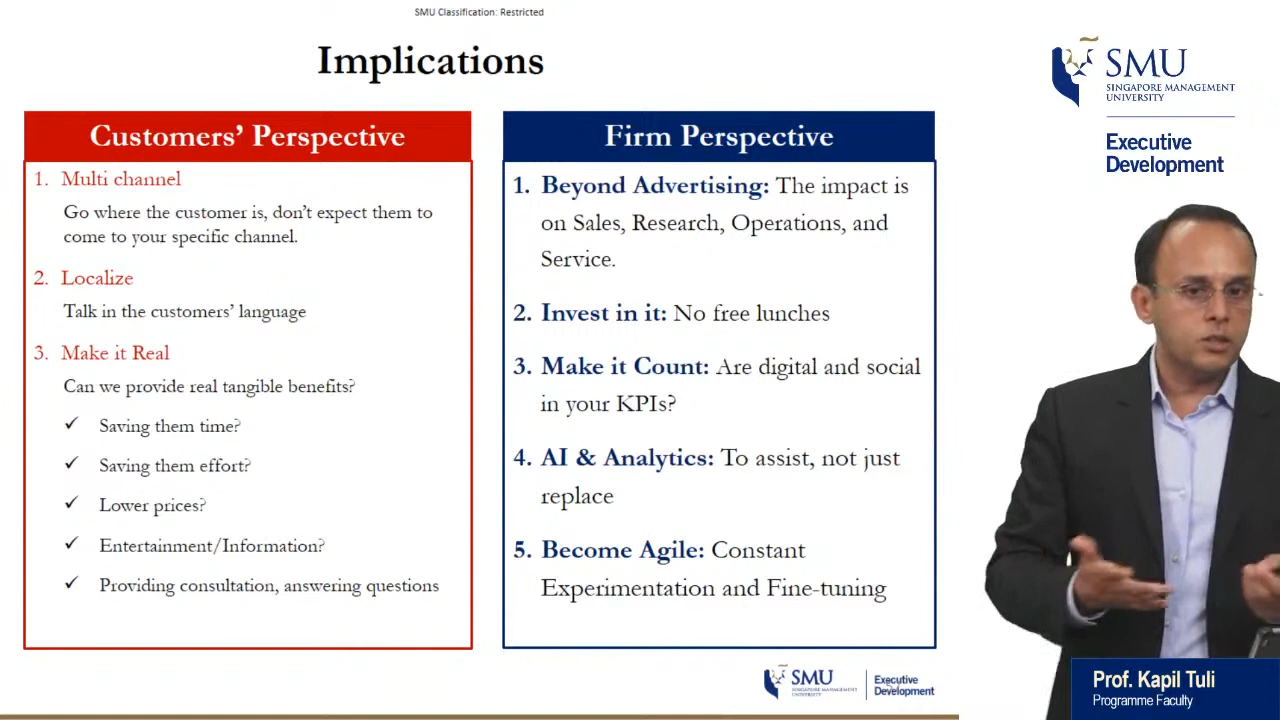 SMU Classification: Restricted
Implications
Customers' Perspective
1. Multi channel
Go where the customer is, don't expect them to
come to your specific channel.
2. Localize
Talk in the customers' language
3. Make it Real
Can we provide real tangible benefits?
✓ Saving them time?
✓ Saving them effort?
✓ Lower prices?
✓ Entertainment/Information?
✓ Providing consultation, answering questions
Firm Perspective
1. Beyond Advertising: The impact is
on Sales, Research, Operations, and
Service.
2. Invest in it: No free lunches
3. Make it Count: Are digital and social
in your KPIs?
4. AI & Analytics: To assist, not just
replace
5. Become Agile: Constant
Experimentation and Fine-tuning
SMU
SINGAPORE MANAGEMENT
UNIVERSITY
Executive
Development
SMU
SINGAPORE MANAGEMENT
UNIVERSITY
Executive
Development
Prof. Kapil Tuli
Programme Faculty